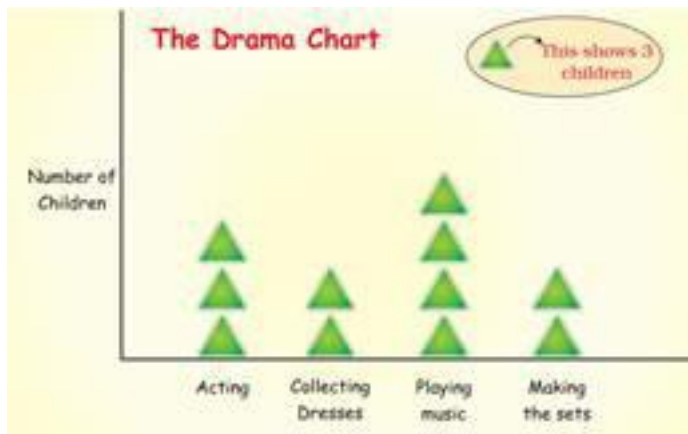 The Drama Chart
This shows 3
children
Number of
Children
Acting
Collecting
Dresses
Playing
music
Making
the sets